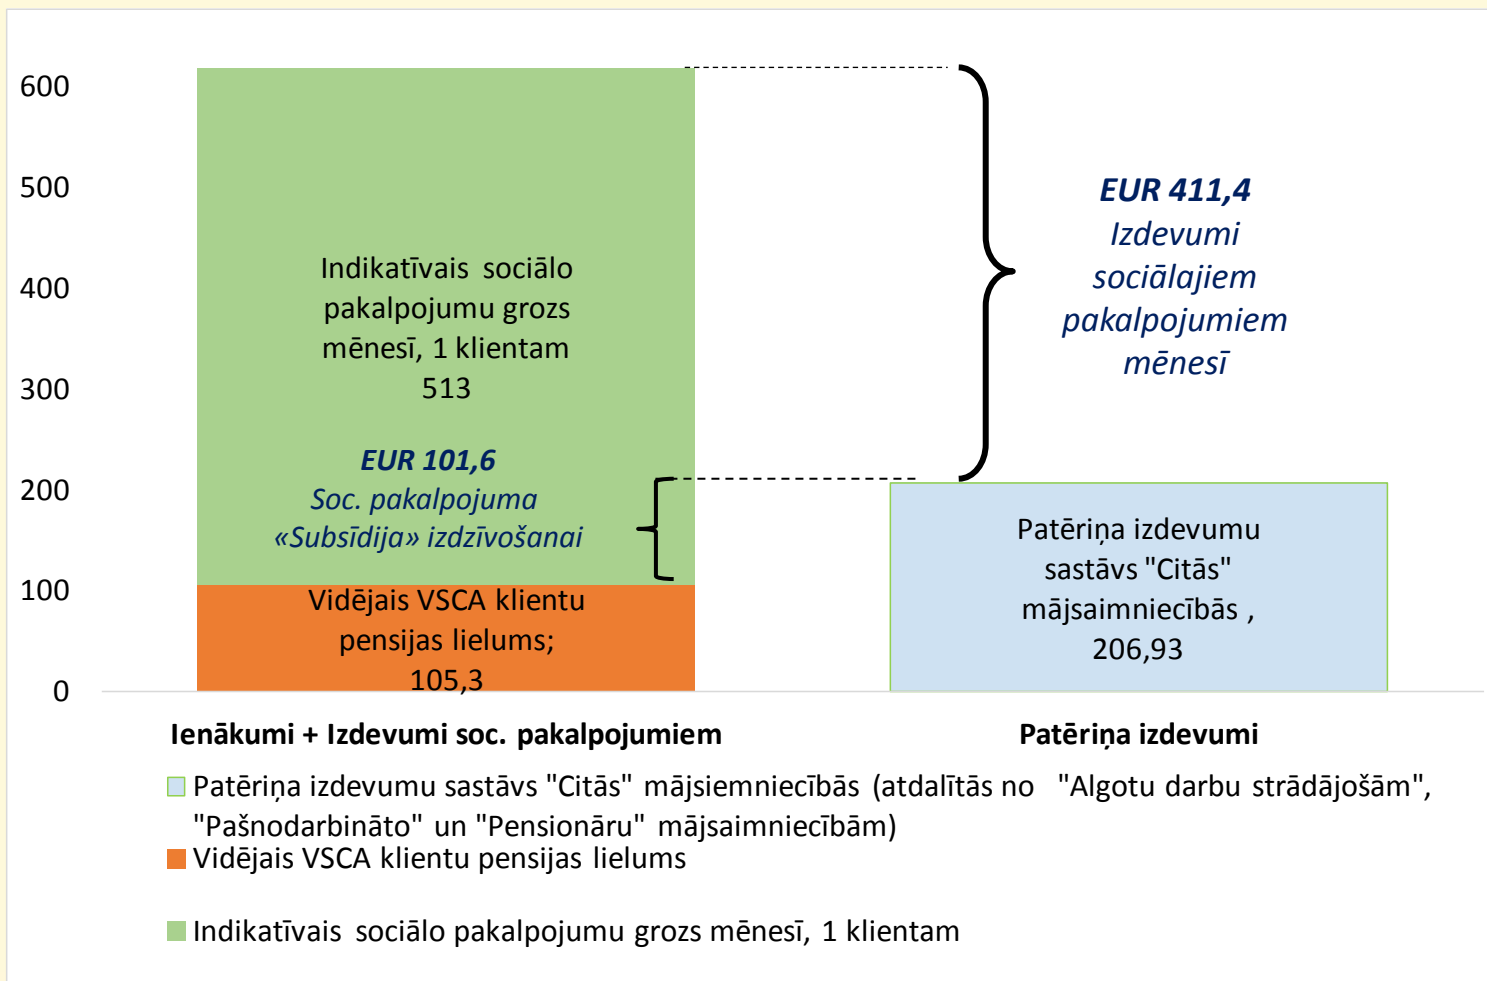 600
500
400
300
200
100
0
Indikatīvais sociālo
pakalpojumu grozs
mēnesī, 1 klientam
513
EUR 101,6
Soc. pakalpojuma
«Subsīdija» izdzīvošanai
Vidējais VSCA klientu
pensijas lielums;
105,3
EUR 411,4
Izdevumi
sociālajiem
pakalpojumiem
mēnesī
Patēriņa izdevumu
sastāvs "Citās"
mājsaimniecībās ,
206,93
Ienākumi + Izdevumi soc. pakalpojumiem
Patēriņa izdevumi
Patēriņa izdevumu sastāvs "Citās" mājsiemniecībās (atdalītās no "Algotu darbu strādājošām",
"Pašnodarbināto" un "Pensionāru" mājsaimniecībām)
Vidējais VSCA klientu pensijas lielums
Indikatīvais sociālo pakalpojumu grozs mēnesī, 1 klientam